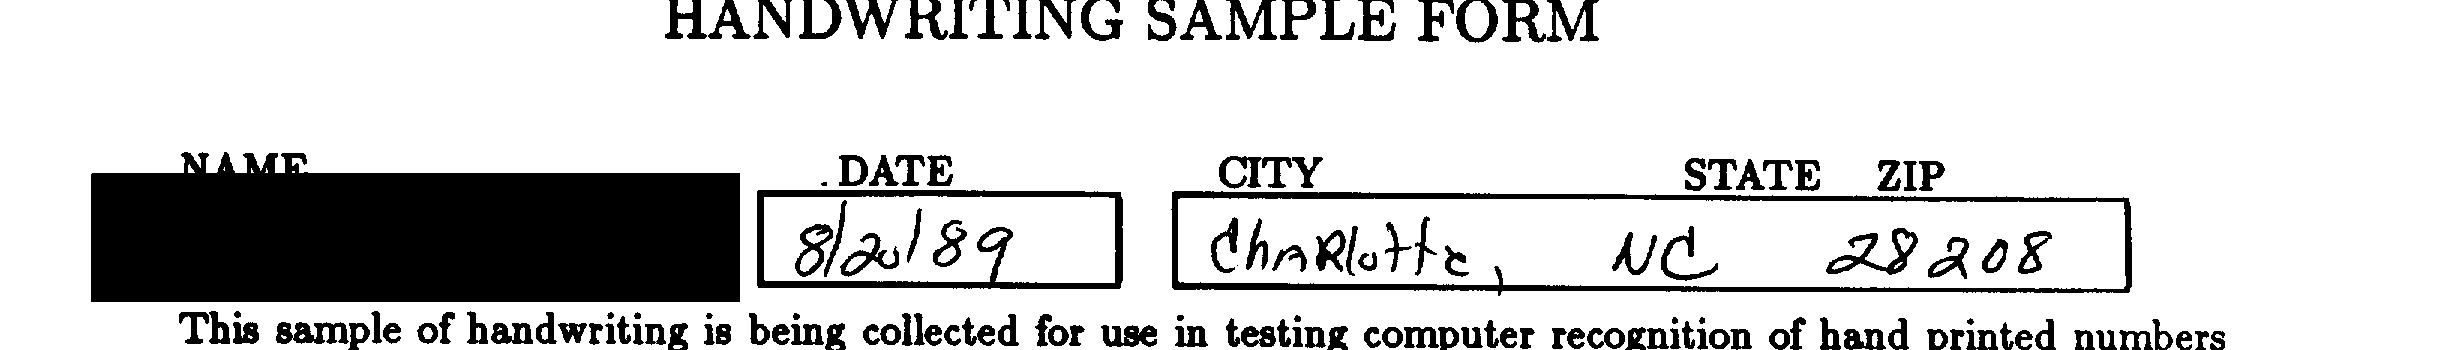 HANDWRITING SAMPLE FORM
NAME DATE CITY STATE ZIP
8/20/89 Charlotte, NC 28208
This sample of handwriting is being collected for use in testing computer recognition of hand printed numbers